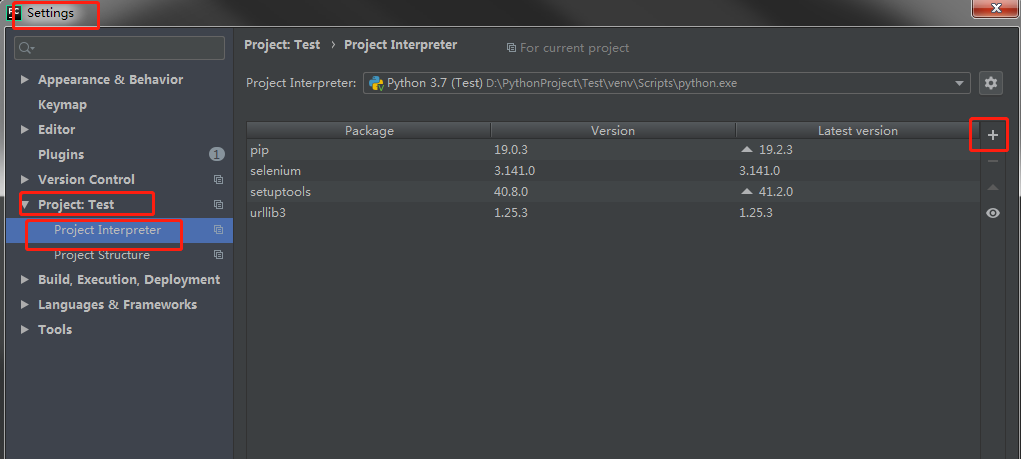 PC Settings
Project: Test › Project Interpreter For current project
Appearance & Behavior
Keymap
Editor
Plugins 1
Version Control
Project: Test
Project Interpreter
Project Structure
Build, Execution, Deployment
Languages & Frameworks
Tools
Project Interpreter: Python 3.7 (Test) D:\PythonProject\Test\venv\Scripts\python.exe
Package Version Latest version
pip 19.0.3 19.2.3
selenium 3.141.0 3.141.0
setuptools 40.8.0 41.2.0
urllib3 1.25.3 1.25.3